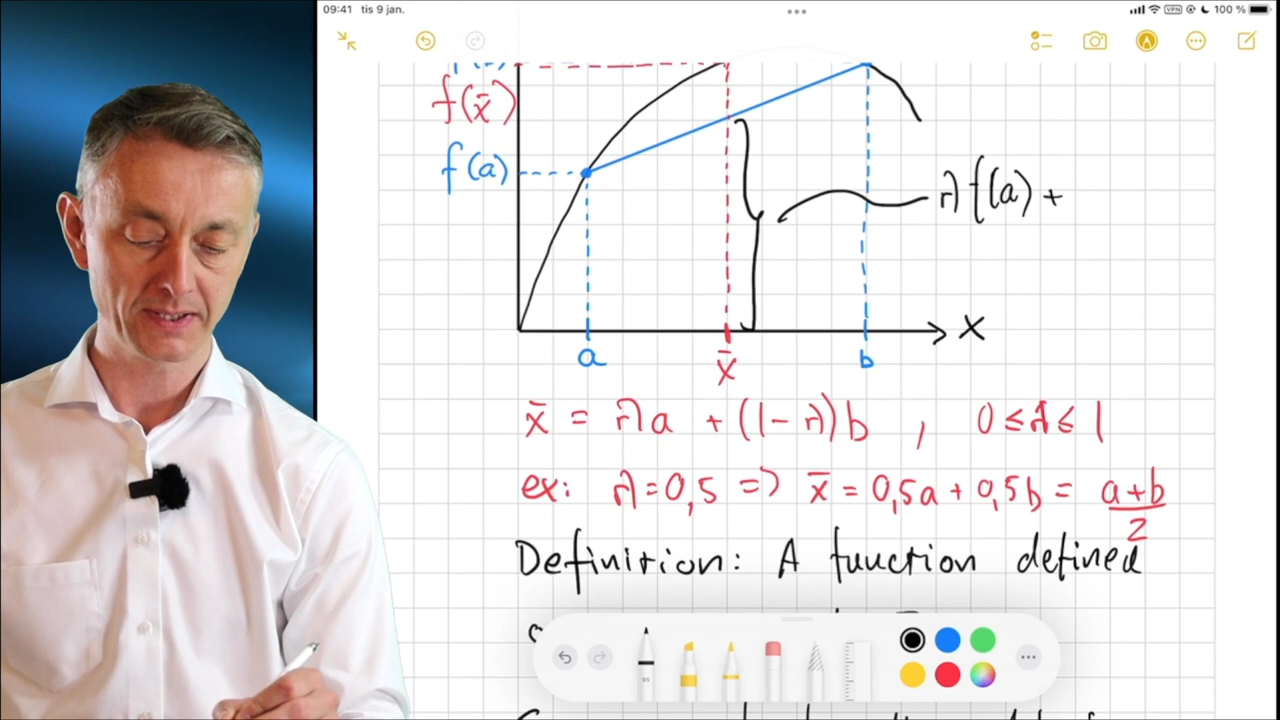 09:41 tis 9 jan.
VPN 100 %
f(x̄)
f(a)
λf(a) +
x
a
x̄
b
x̄ = λa + (1-λ)b , 0 ≤ λ ≤ 1
ex: λ = 0,5 => x̄ = 0,5a + 0,5b = a+b
2
Definition: A function defined